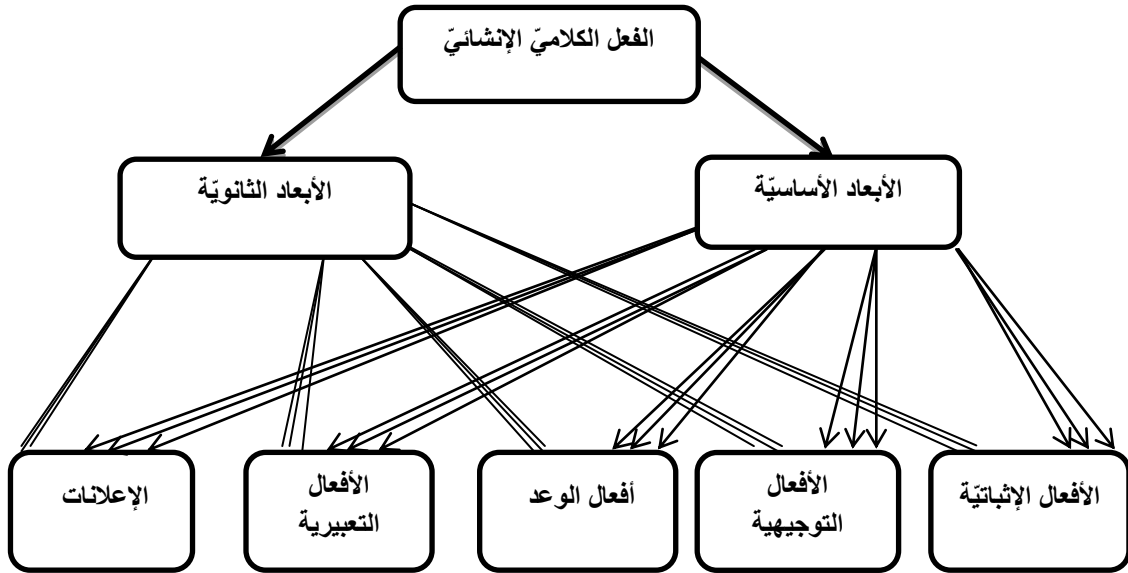 الفعل الكلاميّ الإنشائيّ
الأبعاد الأساسيّة
الأبعاد الثانويّة
الأفعال الإثباتيّة
الأفعال
التوجيهية
أفعال الوعد
الأفعال
التعبيرية
الإعلانات